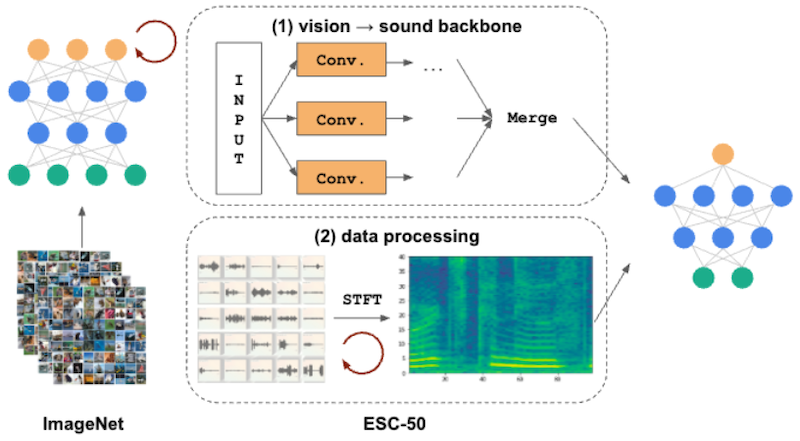 (1) vision → sound backbone
INPUT
Conv.
...
Conv.
Conv.
Merge
(2) data processing
STFT
40
35
30
25
20
15
10
5
0
20
40
60
80
ImageNet
ESC-50